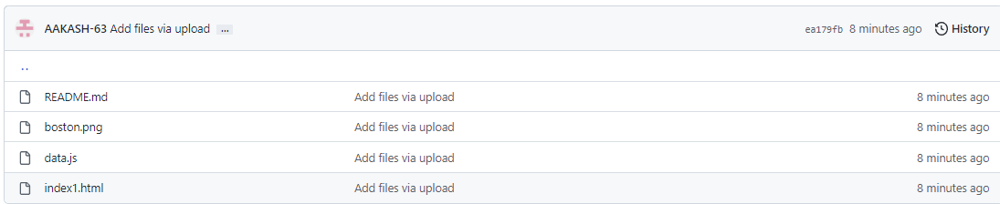 AAKASH-63 Add files via upload ... ea179fb 8 minutes ago History
..
README.md Add files via upload 8 minutes ago
boston.png Add files via upload 8 minutes ago
data.js Add files via upload 8 minutes ago
index1.html Add files via upload 8 minutes ago